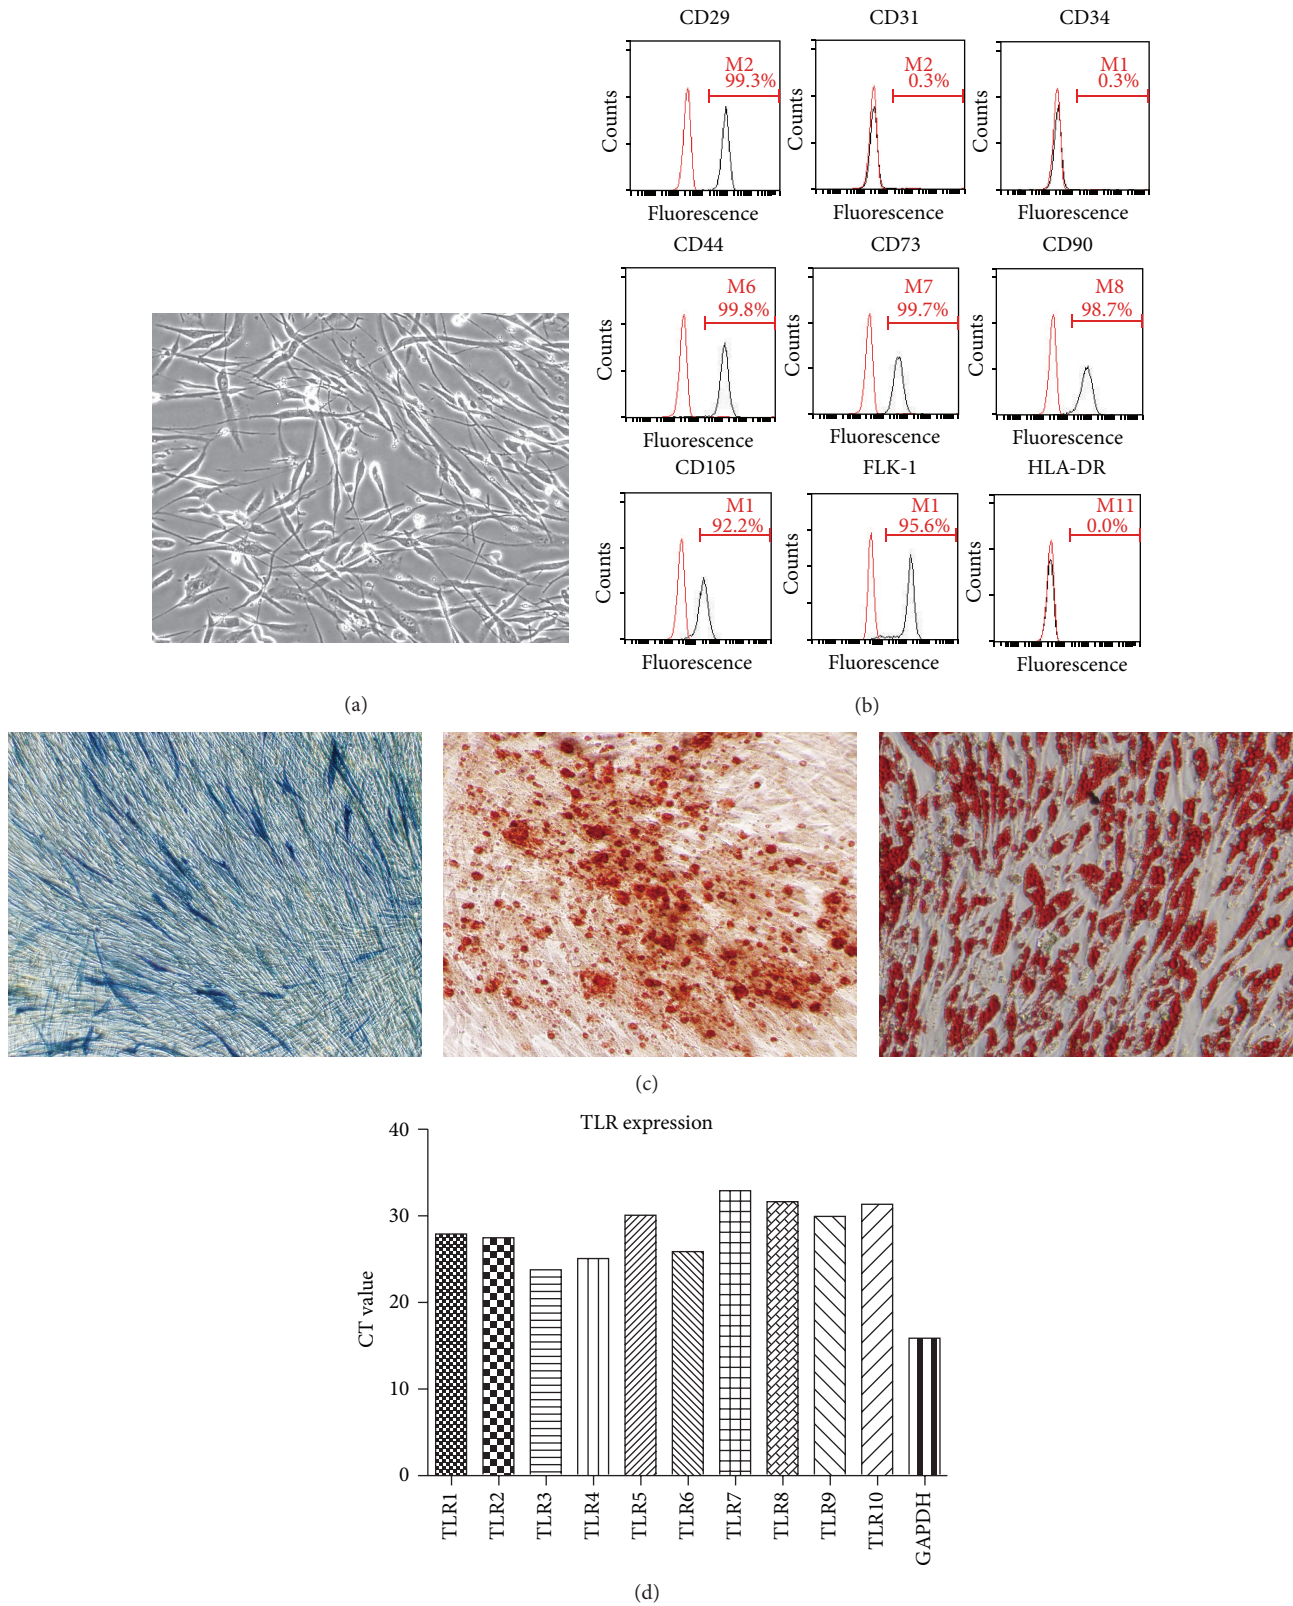 CD29
CD31
CD34
M2
99.3%
M2
0.3%
M1
0.3%
Counts
Counts
Counts
Fluorescence
Fluorescence
Fluorescence
CD44
CD73
CD90
M6
99.8%
M7
99.7%
M8
98.7%
Counts
Counts
Counts
Fluorescence
Fluorescence
Fluorescence
CD105
FLK-1
HLA-DR
M1
92.2%
M1
95.6%
M11
0.0%
Counts
Counts
Counts
Fluorescence
Fluorescence
Fluorescence
(a)
(b)
(c)
TLR expression
40
30
20
10
0
CT value
TLR1
TLR2
TLR3
TLR4
TLR5
TLR6
TLR7
TLR8
TLR9
TLR10
GAPDH
(d)